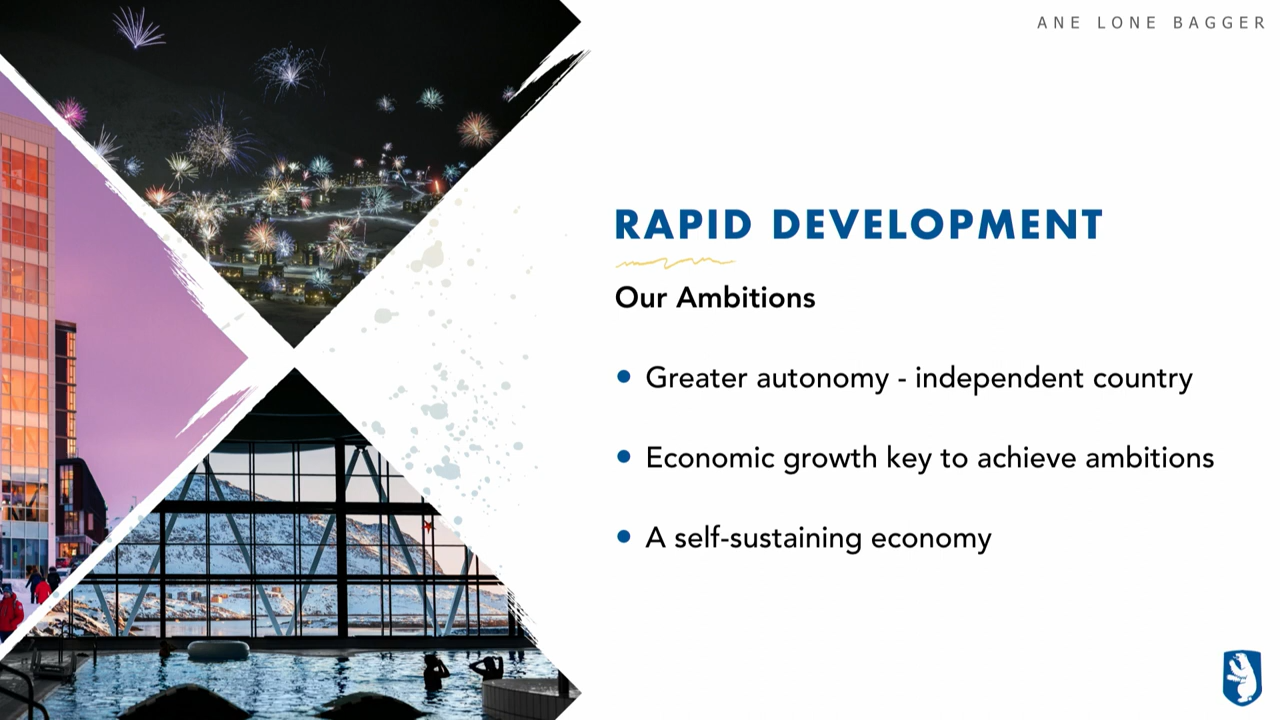 ANE LONE BAGGER
RAPID DEVELOPMENT
Our Ambitions
• Greater autonomy - independent country
• Economic growth key to achieve ambitions
• A self-sustaining economy